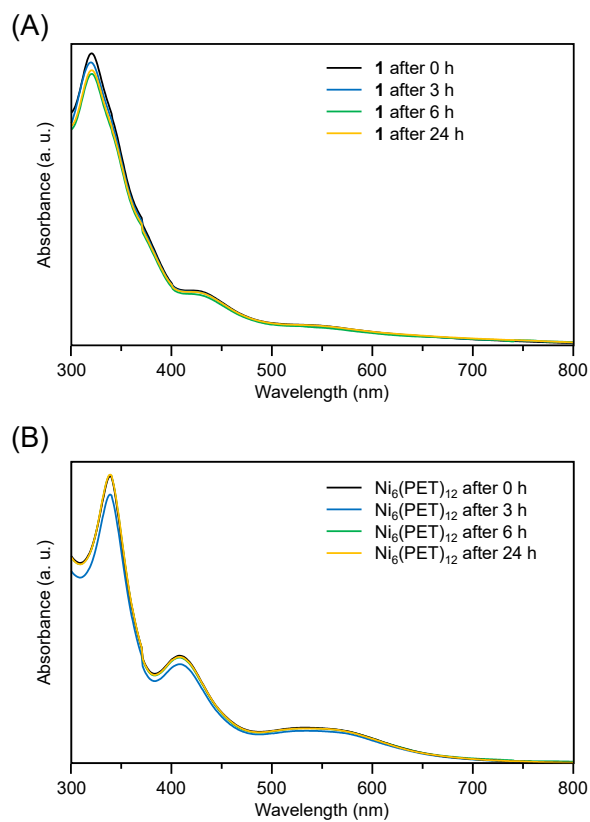 (A)
Absorbance (a. u.)
1 after 0 h
1 after 3 h
1 after 6 h
1 after 24 h
300 400 500 600 700 800
Wavelength (nm)
(B)
Absorbance (a. u.)
Ni₆(PET)₁₂ after 0 h
Ni₆(PET)₁₂ after 3 h
Ni₆(PET)₁₂ after 6 h
Ni₆(PET)₁₂ after 24 h
300 400 500 600 700 800
Wavelength (nm)